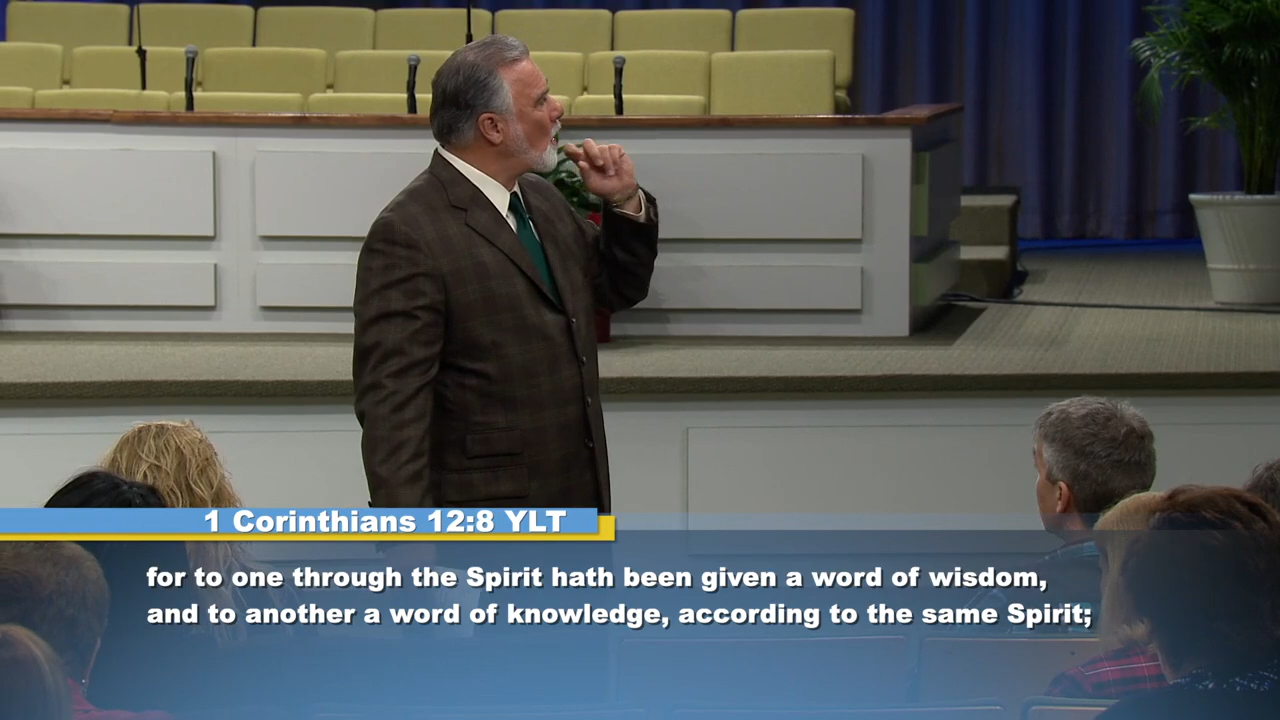 1 Corinthians 12:8 YLT
for to one through the Spirit hath been given a word of wisdom,
and to another a word of knowledge, according to the same Spirit;